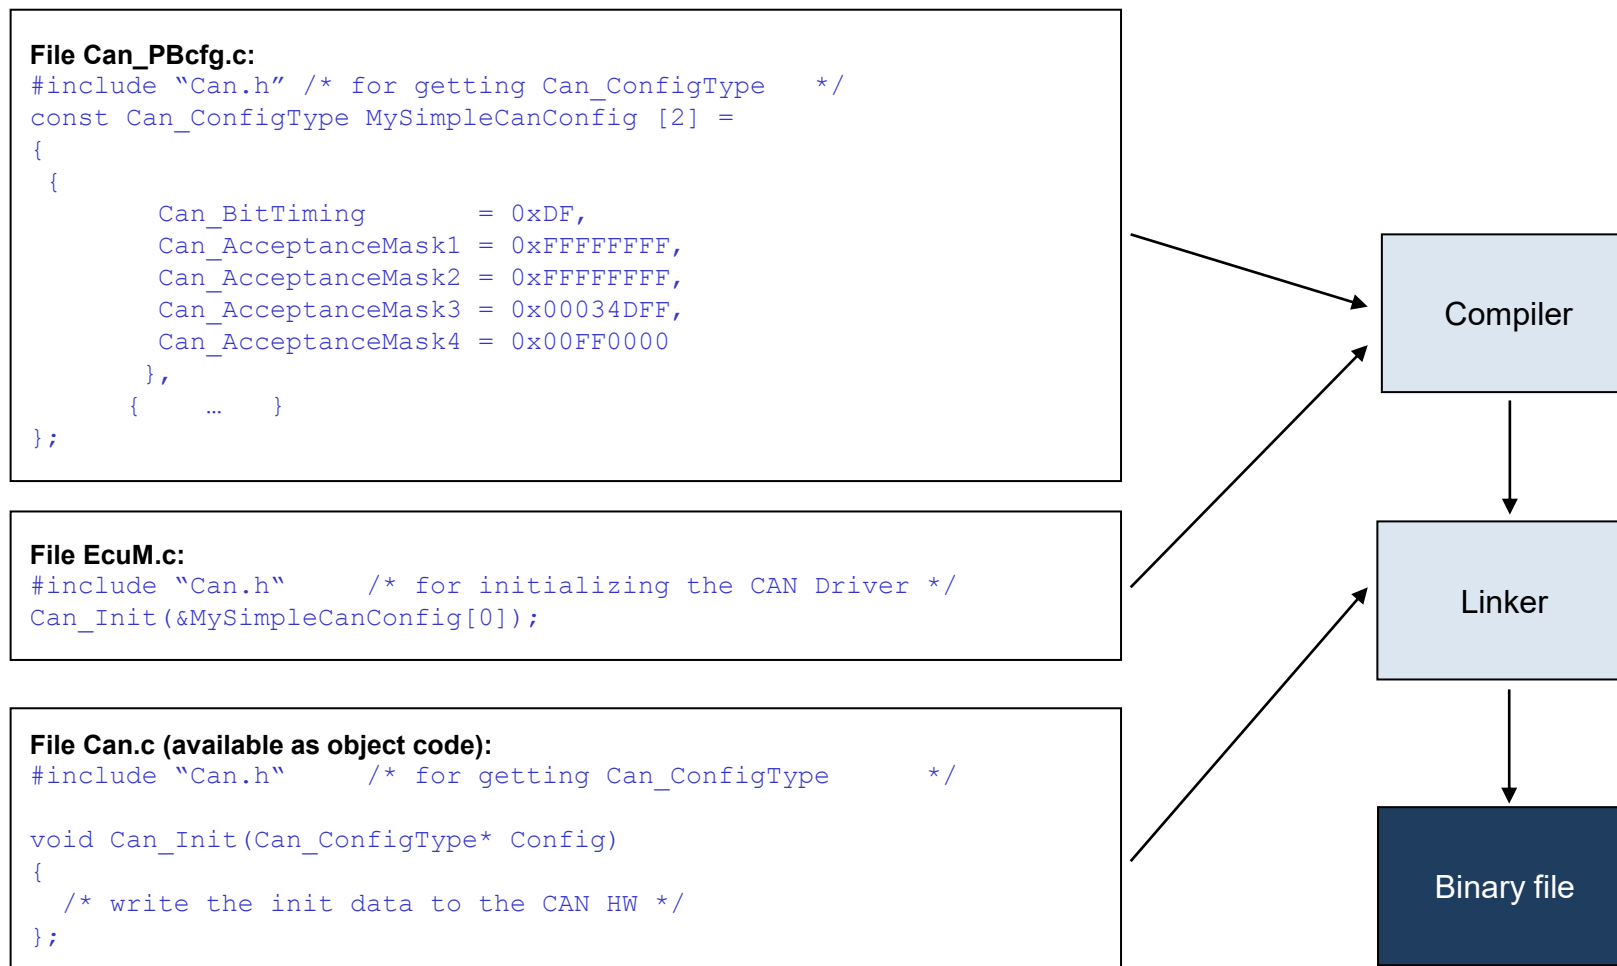 File Can_PBcfg.c:
#include “Can.h” /* for getting Can_ConfigType   */
const Can_ConfigType MySimpleCanConfig [2] =
{
 {
        Can_BitTiming       = 0xDF,
        Can_AcceptanceMask1 = 0xFFFFFFFF,
        Can_AcceptanceMask2 = 0xFFFFFFFF,
        Can_AcceptanceMask3 = 0x00034DFF,
        Can_AcceptanceMask4 = 0x00FF0000
       },
      {    …   }
};
File EcuM.c:
#include “Can.h“     /* for initializing the CAN Driver */
Can_Init(&MySimpleCanConfig[0]);
File Can.c (available as object code):
#include “Can.h“     /* for getting Can_ConfigType      */
void Can_Init(Can_ConfigType* Config)
{
  /* write the init data to the CAN HW */
};
Compiler
Linker
Binary file